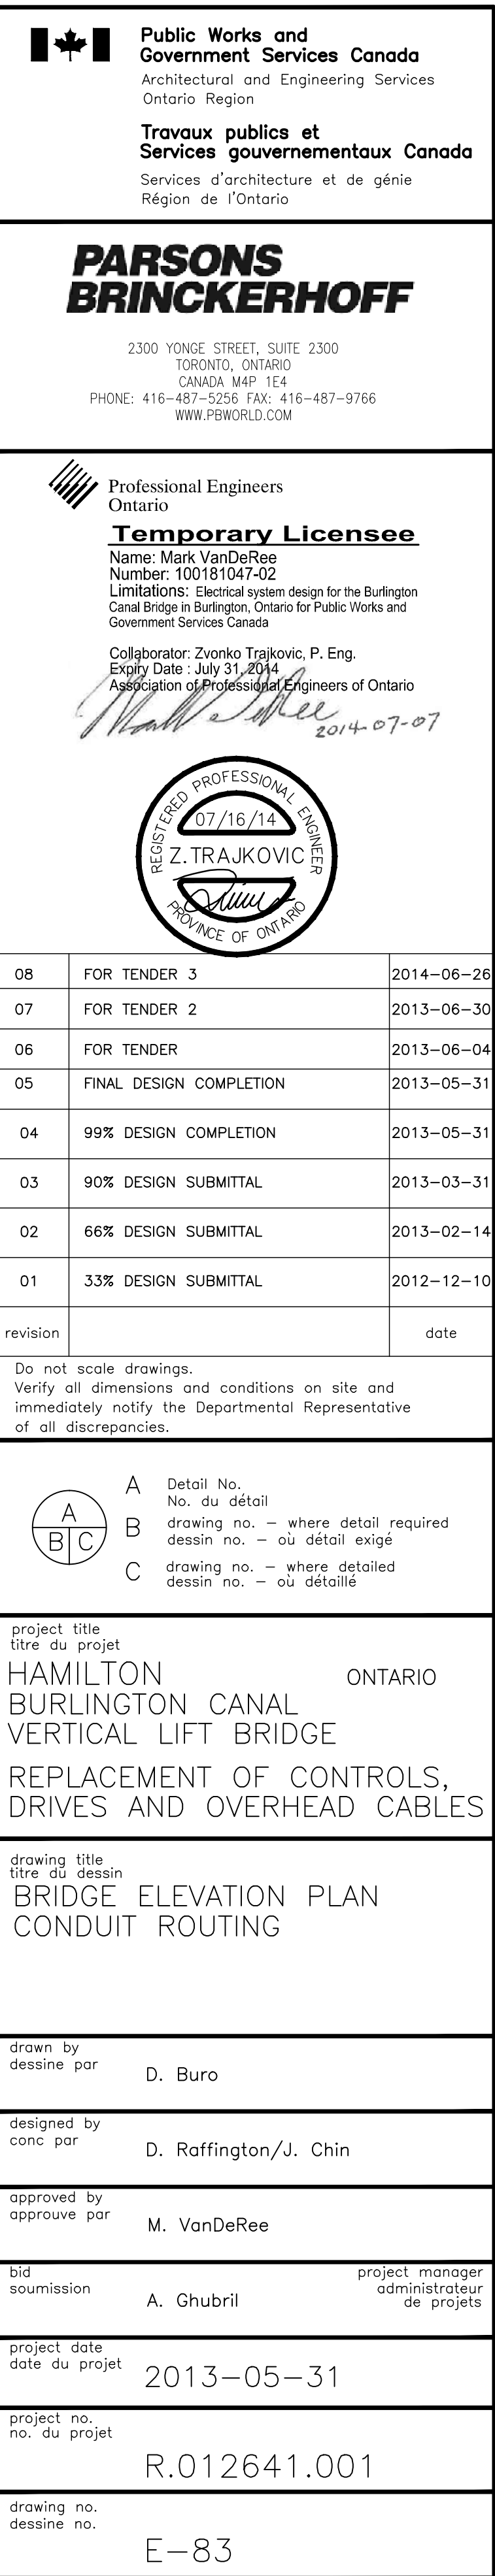 Public Works and
Government Services Canada
Architectural and Engineering Services
Ontario Region
Travaux publics et
Services gouvernementaux Canada
Services d'architecture et de génie
Région de l'Ontario
PARSONS
BRINCKERHOFF
2300 YONGE STREET, SUITE 2300
TORONTO, ONTARIO
CANADA M4P 1E4
PHONE: 416-487-5256 FAX: 416-487-9766
WWW.PBWORLD.COM
Professional Engineers
Ontario
Temporary Licensee
Name: Mark VanDeRee
Number: 100181047-02
Limitations: Electrical system design for the Burlington
Canal Bridge in Burlington, Ontario for Public Works and
Government Services Canada
Collaborator: Zvonko Trajkovic, P. Eng.
Expiry Date : July 31, 2014
Association of Professional Engineers of Ontario
2014-07-07
REGISTERED PROFESSIONAL ENGINEER
07/16/14
Z.TRAJKOVIC
PROVINCE OF ONTARIO
08 FOR TENDER 3 2014-06-26
07 FOR TENDER 2 2013-06-30
06 FOR TENDER 2013-06-04
05 FINAL DESIGN COMPLETION 2013-05-31
04 99% DESIGN COMPLETION 2013-05-31
03 90% DESIGN SUBMITTAL 2013-03-31
02 66% DESIGN SUBMITTAL 2013-02-14
01 33% DESIGN SUBMITTAL 2012-12-10
revision date
Do not scale drawings.
Verify all dimensions and conditions on site and
immediately notify the Departmental Representative
of all discrepancies.
A
B C
A Detail No.
No. du détail
B drawing no. – where detail required
dessin no. – où détail exigé
C drawing no. – where detailed
dessin no. – où détaillé
project title
titre du projet
HAMILTON ONTARIO
BURLINGTON CANAL
VERTICAL LIFT BRIDGE
REPLACEMENT OF CONTROLS,
DRIVES AND OVERHEAD CABLES
drawing title
titre du dessin
BRIDGE ELEVATION PLAN
CONDUIT ROUTING
drawn by
dessine par
D. Buro
designed by
conc par
D. Raffington/J. Chin
approved by
approuve par
M. VanDeRee
bid project manager
soumission administrateur
A. Ghubril de projets
project date
date du projet
2013-05-31
project no.
no. du projet
R.012641.001
drawing no.
dessine no.
E-83